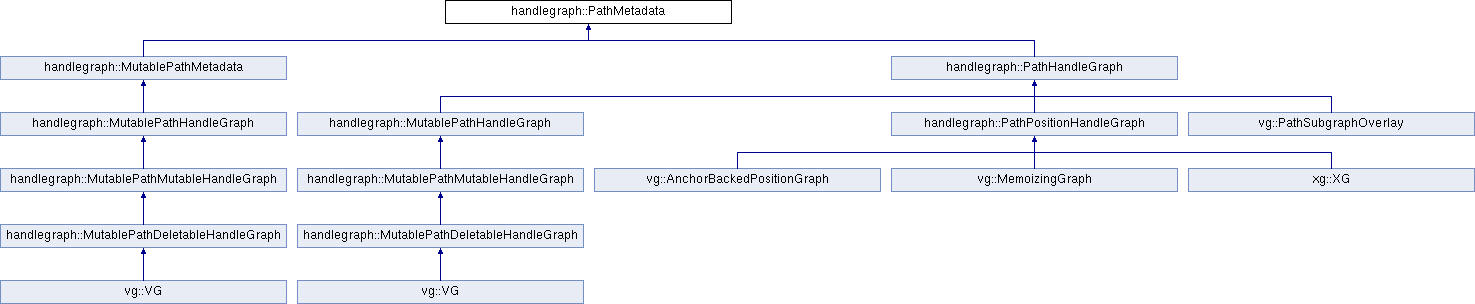 handlegraph::PathMetadata
handlegraph::MutablePathMetadata
handlegraph::PathHandleGraph
handlegraph::MutablePathHandleGraph
handlegraph::MutablePathHandleGraph
handlegraph::PathPositionHandleGraph
vg::PathSubgraphOverlay
handlegraph::MutablePathMutableHandleGraph
handlegraph::MutablePathMutableHandleGraph
vg::AnchorBackedPositionGraph
vg::MemoizingGraph
xg::XG
handlegraph::MutablePathDeletableHandleGraph
handlegraph::MutablePathDeletableHandleGraph
vg::VG
vg::VG